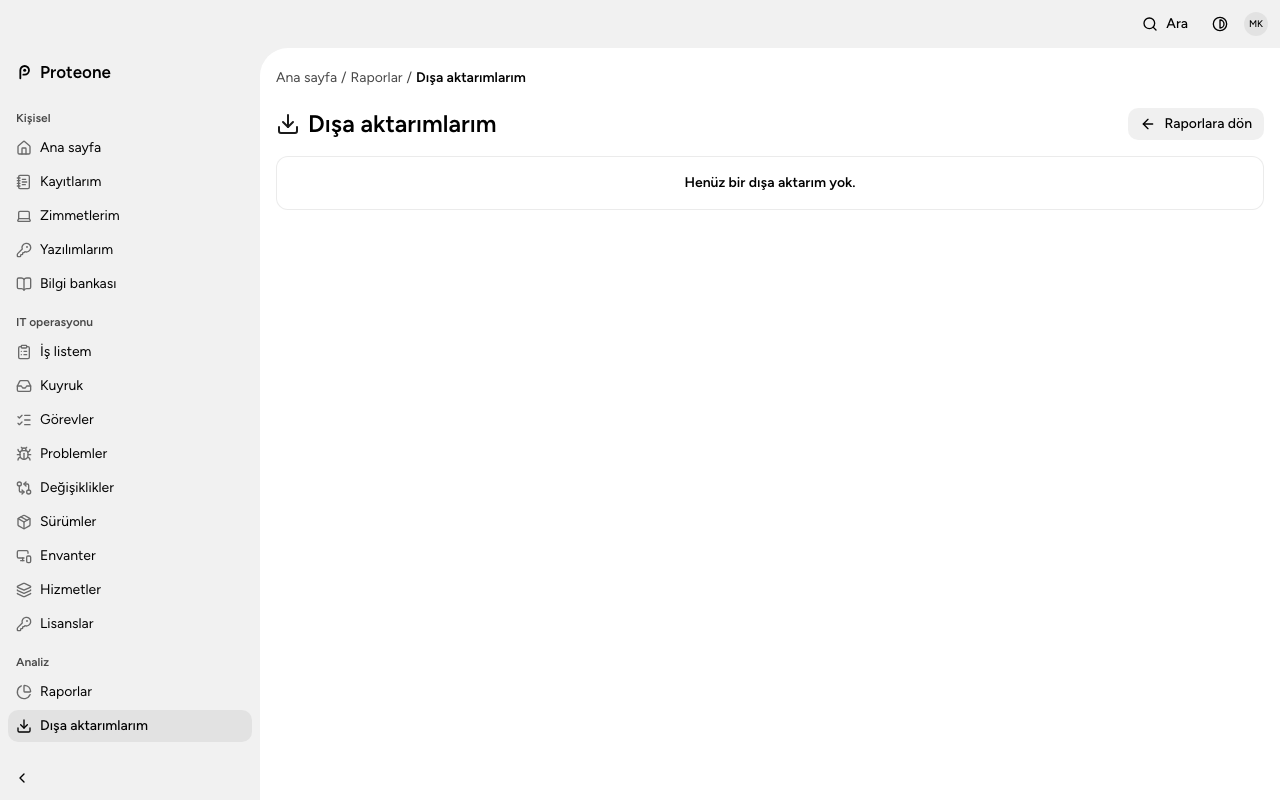 Ara
MK
Proteone
Kişisel
Ana sayfa
Kayıtlarım
Zimmetlerim
Yazılımlarım
Bilgi bankası
IT operasyonu
İş listem
Kuyruk
Görevler
Problemler
Değişiklikler
Sürümler
Envanter
Hizmetler
Lisanslar
Analiz
Raporlar
Dışa aktarımlarım
Ana sayfa / Raporlar / Dışa aktarımlarım
Dışa aktarımlarım
Raporlara dön
Henüz bir dışa aktarım yok.